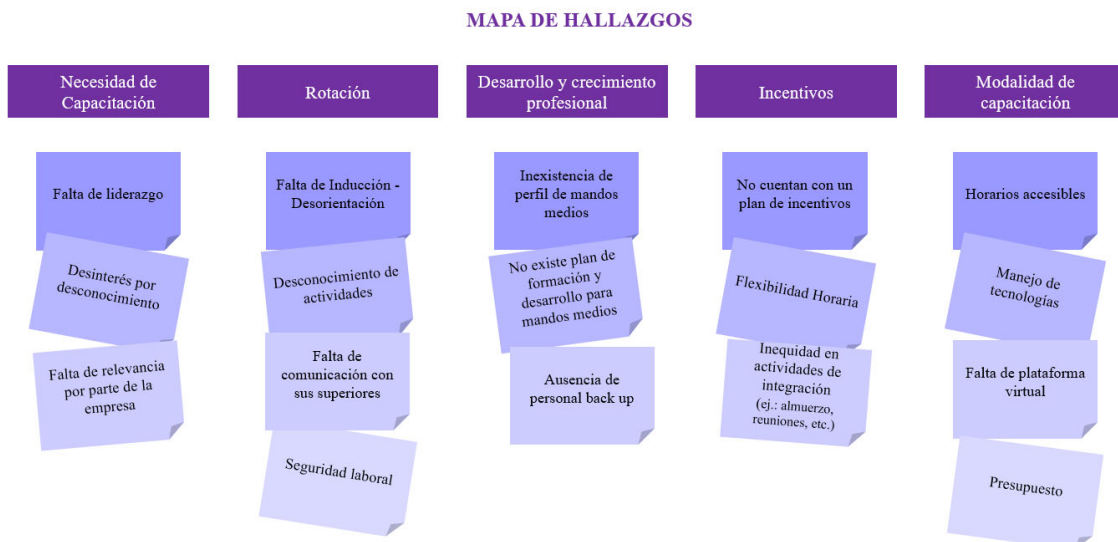 MAPA DE HALLAZGOS
Necesidad de
Capacitación
Falta de liderazgo
Desinterés por
desconocimiento
Falta de relevancia
por parte de la
empresa
Rotación
Falta de Inducción -
Desorientación
Desconocimiento de
actividades
Falta de
comunicación con
sus superiores
Seguridad laboral
Desarrollo y crecimiento
profesional
Inexistencia de
perfil de mandos
medios
No existe plan de
formación y
desarrollo para
mandos medios
Ausencia de
personal back up
Incentivos
No cuentan con un
plan de incentivos
Flexibilidad Horaria
Inequidad en
actividades de
integración
(ej.: almuerzo,
reuniones, etc.)
Modalidad de
capacitación
Horarios accesibles
Manejo de
tecnologías
Falta de plataforma
virtual
Presupuesto